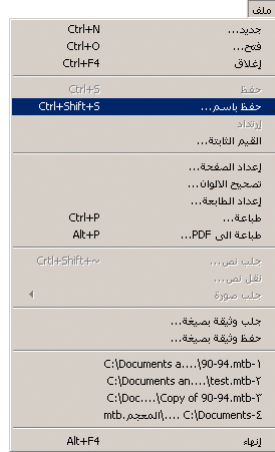 ملف
جديد... Ctrl+N
فتح... Ctrl+O
إغلاق Ctrl+F4
حفظ Ctrl+S
حفظ باسم... Ctrl+Shift+S
إرتداد
القيم الثابتة...
إعداد الصفحة...
تصحيح الالوان...
إعداد الطابعة...
طباعة... Ctrl+P
طباعة الى PDF... Alt+P
جلب نص... Crtl+Shift+~
نقل نص...
جلب صورة
جلب وثيقة بصيغة...
حفظ وثيقة بصيغة...
C:\Documents a....\90-94.mtb-١
C:\Documents an....\test.mtb-٢
C:\Doc....\Copy of 90-94.mtb-٣
mtb.المعجم\.... C:\Documents-٤
إنهاء Alt+F4